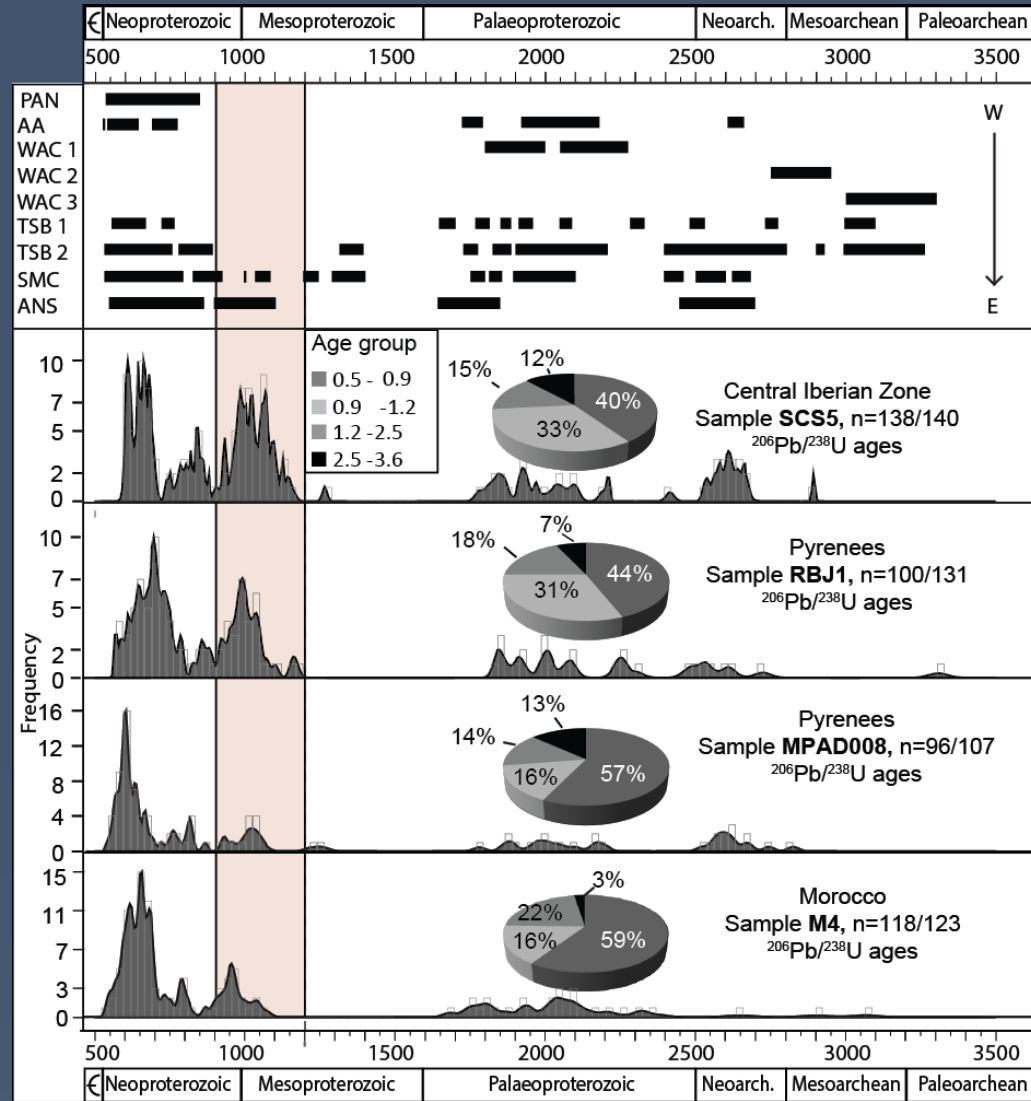 Є Neoproterozoic Mesoproterozoic Palaeoproterozoic Neoarch. Mesoarchean Paleoarchean
500 1000 1500 2000 2500 3000 3500
PAN
AA
WAC 1
WAC 2
WAC 3
TSB 1
TSB 2
SMC
ANS
W
E
Age group
0.5 - 0.9
0.9 -1.2
1.2 -2.5
2.5 -3.6
Frequency
10
7
5
2
0
15%
12%
40%
33%
Central Iberian Zone
Sample SCS5, n=138/140
²⁰⁶Pb/²³⁸U ages
10
7
5
2
0
18%
7%
44%
31%
Pyrenees
Sample RBJ1, n=100/131
²⁰⁶Pb/²³⁸U ages
16
12
8
4
0
14%
13%
57%
16%
Pyrenees
Sample MPAD008, n=96/107
²⁰⁶Pb/²³⁸U ages
15
11
7
3
0
22%
3%
59%
16%
Morocco
Sample M4, n=118/123
²⁰⁶Pb/²³⁸U ages
500 1000 1500 2000 2500 3000 3500
Є Neoproterozoic Mesoproterozoic Palaeoproterozoic Neoarch. Mesoarchean Paleoarchean